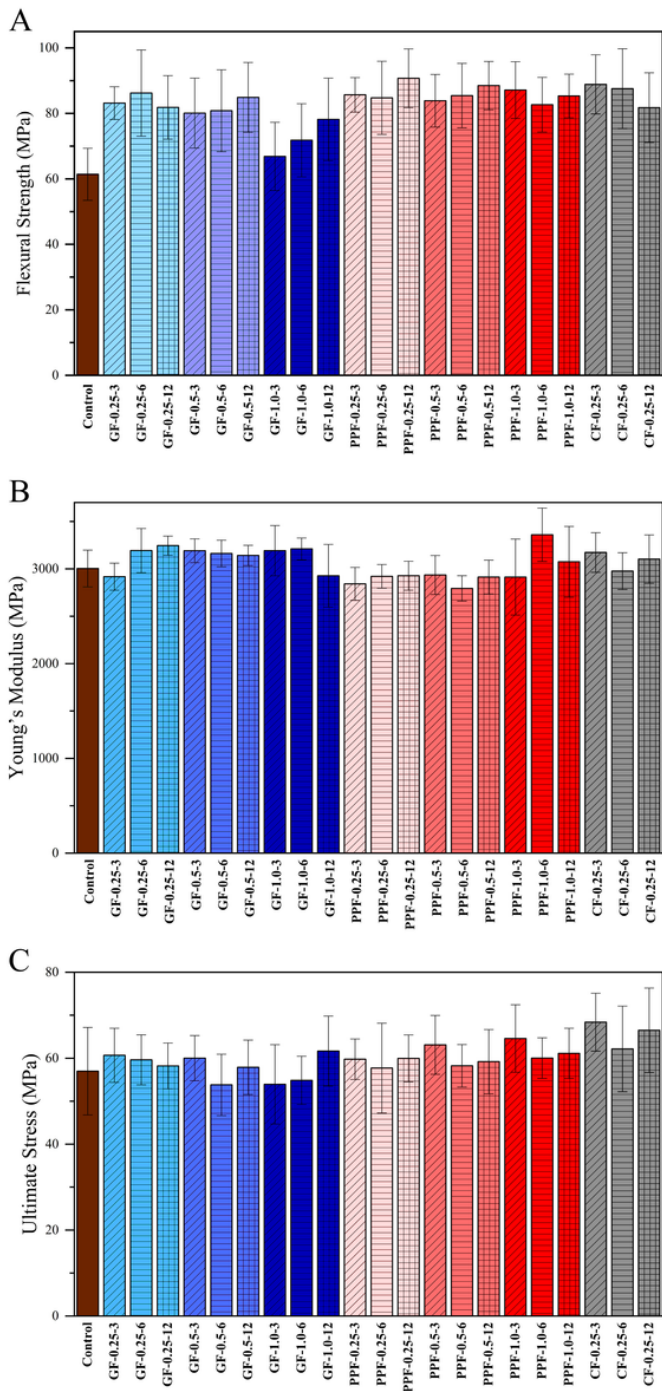 A
Flexural Strength (MPa)
100
80
60
40
20
0
Control
GF-0.25-3
GF-0.25-6
GF-0.25-12
GF-0.5-3
GF-0.5-6
GF-0.5-12
GF-1.0-3
GF-1.0-6
GF-1.0-12
PPF-0.25-3
PPF-0.25-6
PPF-0.25-12
PPF-0.5-3
PPF-0.5-6
PPF-0.5-12
PPF-1.0-3
PPF-1.0-6
PPF-1.0-12
CF-0.25-3
CF-0.25-6
CF-0.25-12
B
Young's Modulus (MPa)
3000
2000
1000
0
Control
GF-0.25-3
GF-0.25-6
GF-0.25-12
GF-0.5-3
GF-0.5-6
GF-0.5-12
GF-1.0-3
GF-1.0-6
GF-1.0-12
PPF-0.25-3
PPF-0.25-6
PPF-0.25-12
PPF-0.5-3
PPF-0.5-6
PPF-0.5-12
PPF-1.0-3
PPF-1.0-6
PPF-1.0-12
CF-0.25-3
CF-0.25-6
CF-0.25-12
C
Ultimate Stress (MPa)
80
60
40
20
0
Control
GF-0.25-3
GF-0.25-6
GF-0.25-12
GF-0.5-3
GF-0.5-6
GF-0.5-12
GF-1.0-3
GF-1.0-6
GF-1.0-12
PPF-0.25-3
PPF-0.25-6
PPF-0.25-12
PPF-0.5-3
PPF-0.5-6
PPF-0.5-12
PPF-1.0-3
PPF-1.0-6
PPF-1.0-12
CF-0.25-3
CF-0.25-6
CF-0.25-12